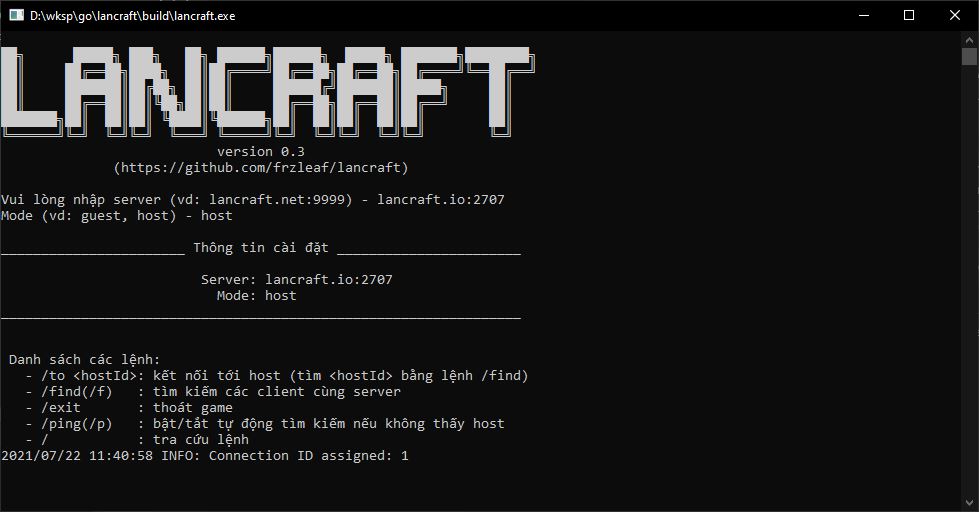 D:\wksp\go\lancraft\build\lancraft.exe
LANCRAFT
version 0.3
(https://github.com/frzleaf/lancraft)
Vui lòng nhập server (vd: lancraft.net:9999) - lancraft.io:2707
Mode (vd: guest, host) - host
_______________________ Thông tin cài đặt _______________________
Server: lancraft.io:2707
Mode: host
_________________________________________________________________
Danh sách các lệnh:
- /to <hostId>: kết nối tới host (tìm <hostId> bằng lệnh /find)
- /find(/f)   : tìm kiếm các client cùng server
- /exit       : thoát game
- /ping(/p)   : bật/tắt tự động tìm kiếm nếu không thấy host
- /           : tra cứu lệnh
2021/07/22 11:40:58 INFO: Connection ID assigned: 1